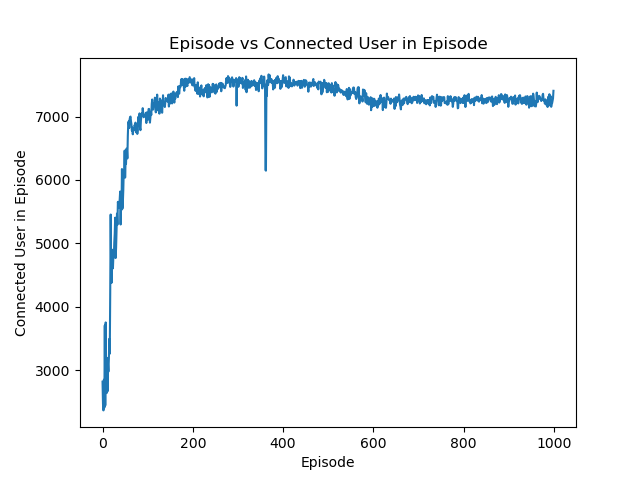 Episode vs Connected User in Episode
7000
6000
5000
4000
3000
Connected User in Episode
0 200 400 600 800 1000
Episode